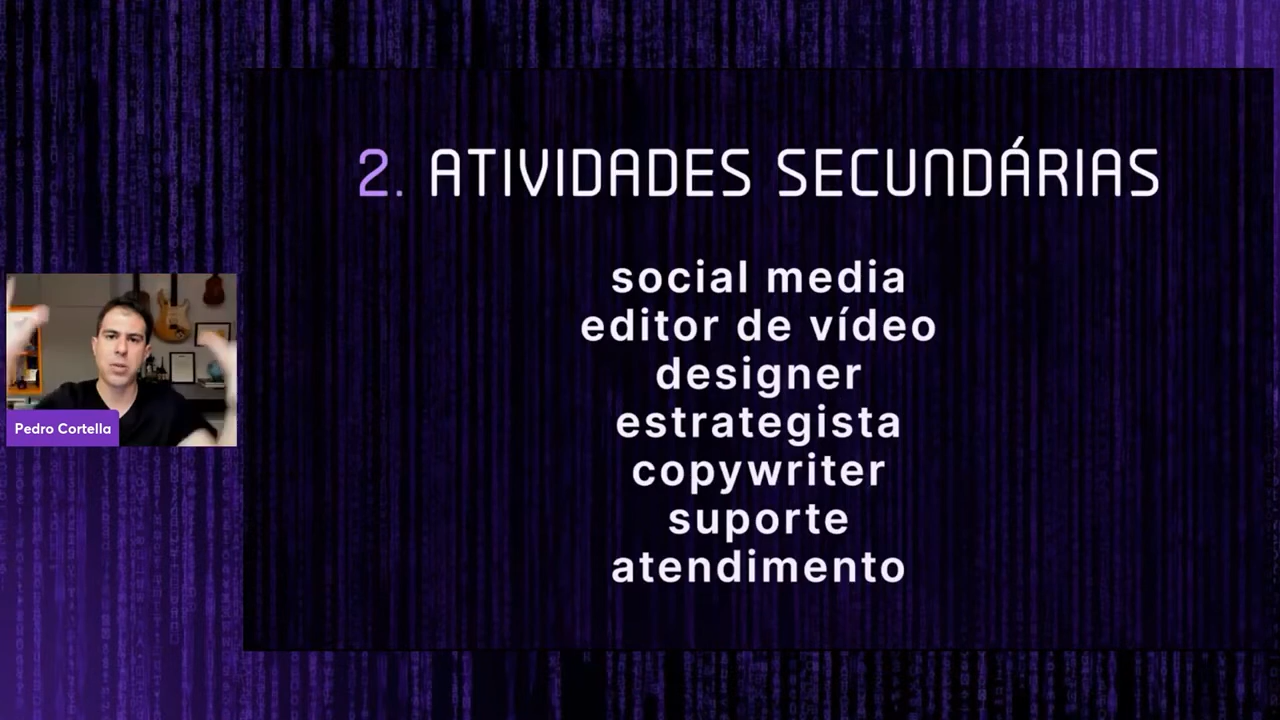 2. ATIVIDADES SECUNDÁRIAS
social media
editor de vídeo
designer
estrategista
copywriter
suporte
atendimento
Pedro Cortella